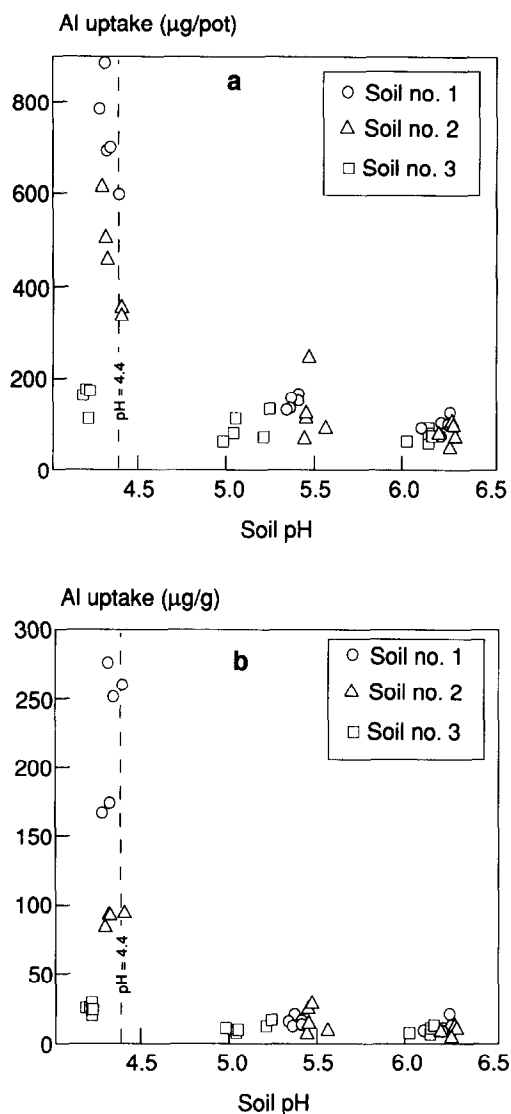 Al uptake (μg/pot)
a
Soil no. 1
Soil no. 2
Soil no. 3
800
600
400
200
0
pH = 4.4
4.5 5.0 5.5 6.0 6.5
Soil pH
Al uptake (μg/g)
b
Soil no. 1
Soil no. 2
Soil no. 3
300
250
200
150
100
50
0
pH = 4.4
4.5 5.0 5.5 6.0 6.5
Soil pH